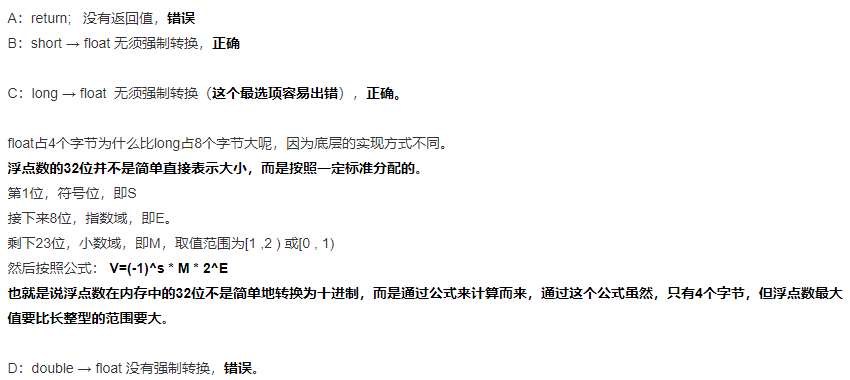 A：return;   没有返回值，错误
B：short → float 无须强制转换，正确
C：long → float  无须强制转换（这个最选项容易出错），正确。
float占4个字节为什么比long占8个字节大呢，因为底层的实现方式不同。
浮点数的32位并不是简单直接表示大小，而是按照一定标准分配的。
第1位，符号位，即S
接下来8位，指数域，即E。
剩下23位，小数域，即M，取值范围为[1 ,2 ) 或[0 , 1)
然后按照公式： V=(-1)^s * M * 2^E
也就是说浮点数在内存中的32位不是简单地转换为十进制，而是通过公式来计算而来，通过这个公式虽然，只有4个字节，但浮点数最大
值要比长整型的范围要大。
D：double → float 没有强制转换，错误。